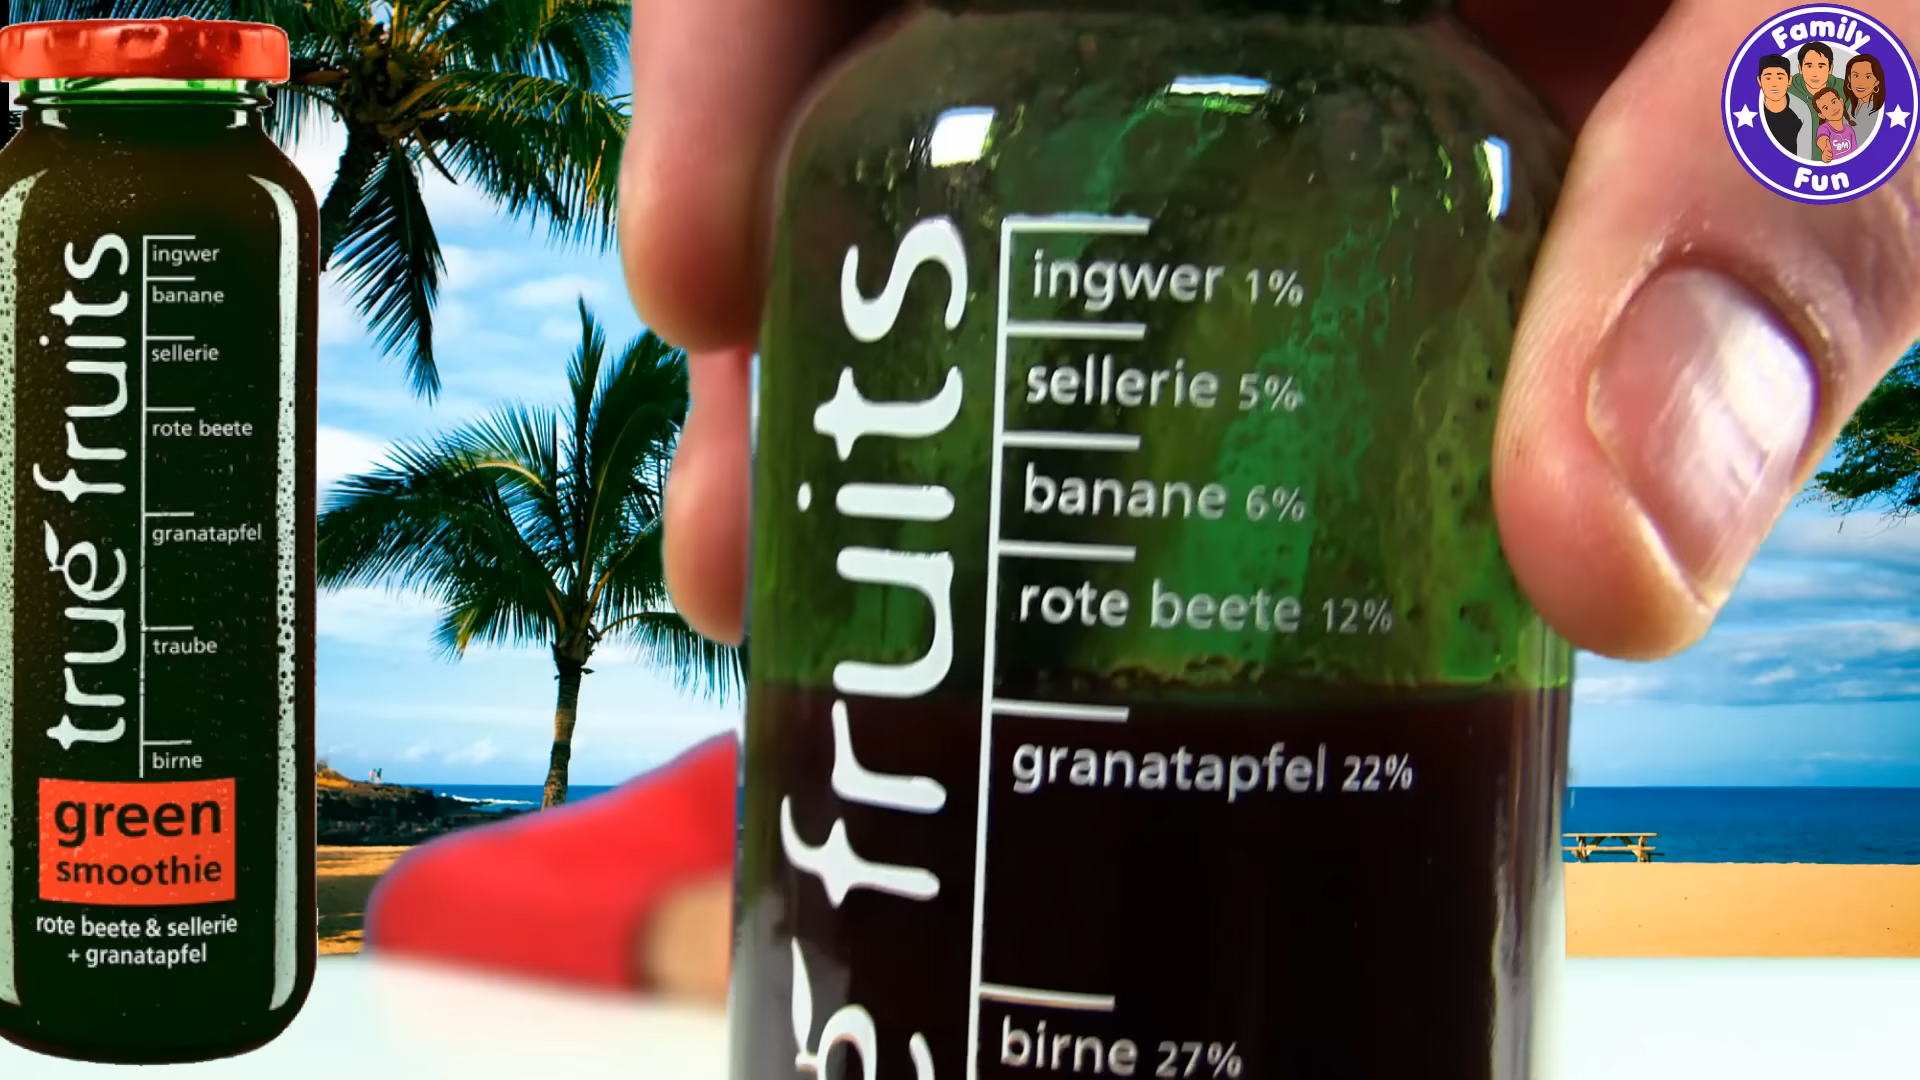 true fruits
ingwer
banane
sellerie
rote beete
granatapfel
traube
birne
green
smoothie
rote beete & sellerie
+ granatapfel
fruits
ingwer 1%
sellerie 5%
banane 6%
rote beete 12%
granatapfel 22%
birne 27%
Family
Fun